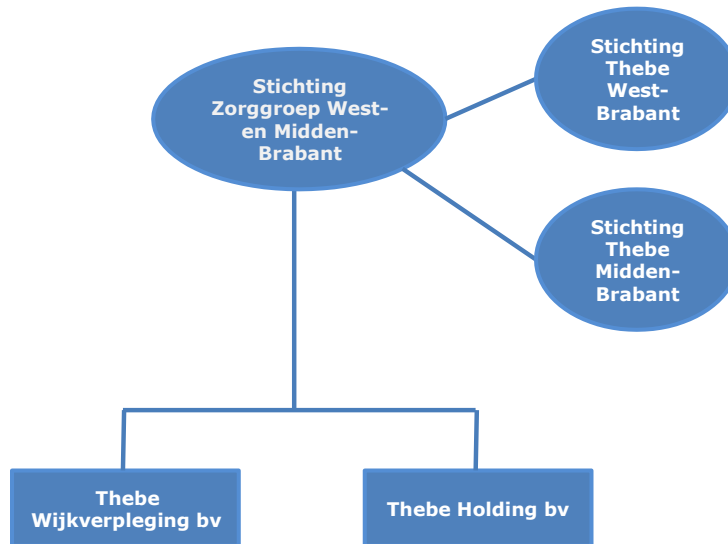 Stichting
Zorggroep West-
en Midden-
Brabant
Stichting
Thebe
West-
Brabant
Stichting
Thebe
Midden-
Brabant
Thebe
Wijkverpleging bv
Thebe Holding bv